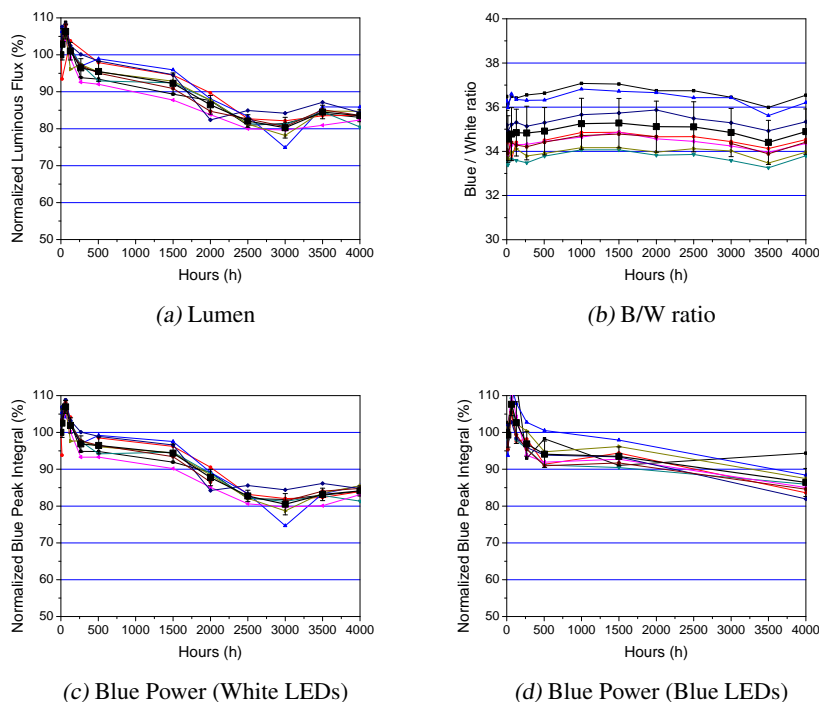 110
100
90
80
70
60
50
0 500 1000 1500 2000 2500 3000 3500 4000
Normalized Luminous Flux (%)
Hours (h)
(a) Lumen
40
38
36
34
32
30
0 500 1000 1500 2000 2500 3000 3500 4000
Blue / White ratio
Hours (h)
(b) B/W ratio
110
100
90
80
70
60
50
0 500 1000 1500 2000 2500 3000 3500 4000
Normalized Blue Peak Integral (%)
Hours (h)
(c) Blue Power (White LEDs)
110
100
90
80
70
60
50
0 500 1000 1500 2000 2500 3000 3500 4000
Normalized Blue Peak Integral (%)
Hours (h)
(d) Blue Power (Blue LEDs)